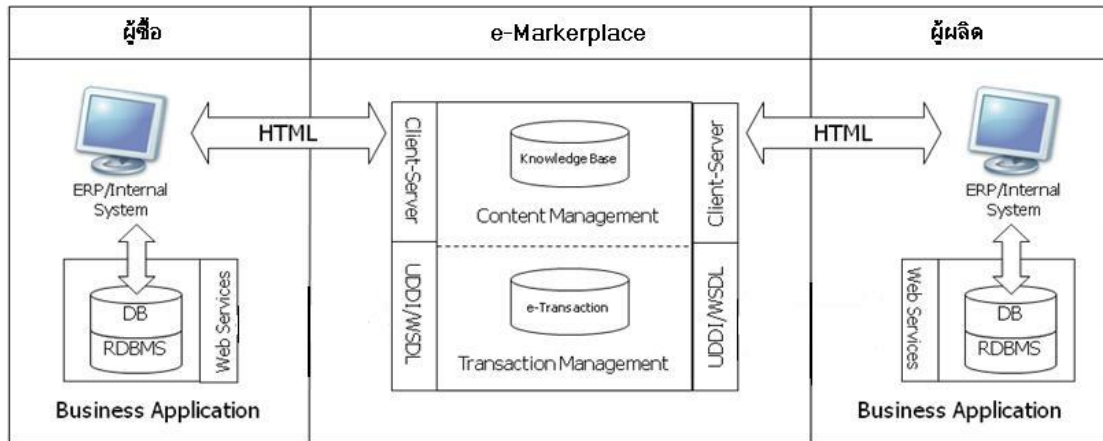 ผู้ซื้อ
e-Markerplace
ผู้ผลิด
HTML
HTML
ERP/Internal
System
DB
RDBMS
Web Services
Business Application
Client-Server
UDDI/WSDL
Knowledge Base
Content Management
e-Transaction
Transaction Management
Client-Server
UDDI/WSDL
ERP/Internal
System
Web Services
DB
RDBMS
Business Application